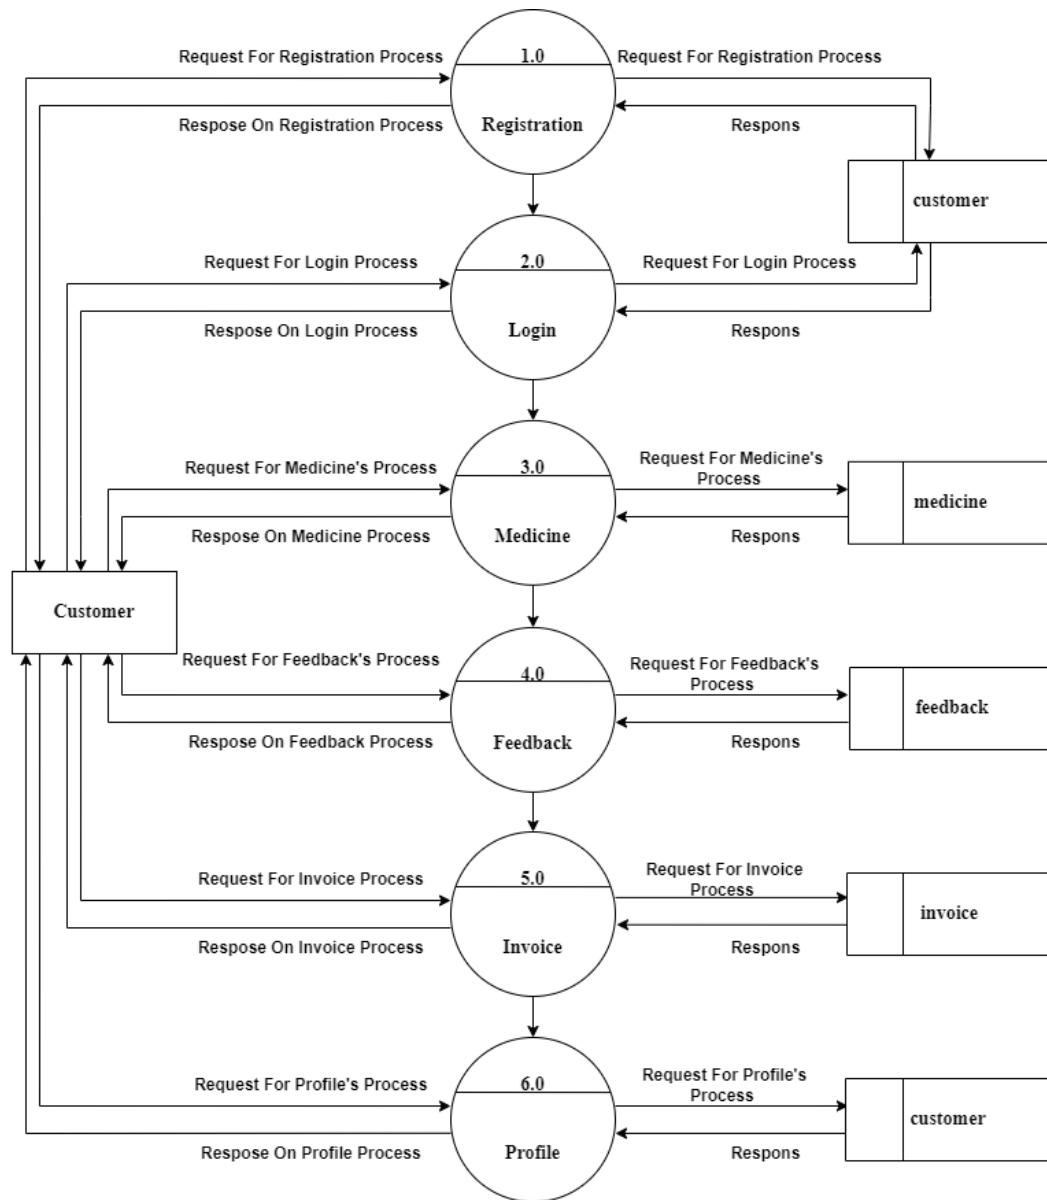 1.0
Request For Registration Process
Request For Registration Process
Respose On Registration Process
Registration
Respons
customer
2.0
Request For Login Process
Request For Login Process
Respose On Login Process
Login
Respons
3.0
Request For Medicine's Process
Request For Medicine's
Process
medicine
Respose On Medicine Process
Medicine
Respons
Customer
Request For Feedback's Process
4.0
Request For Feedback's
Process
feedback
Respose On Feedback Process
Feedback
Respons
5.0
Request For Invoice Process
Request For Invoice
Process
invoice
Respose On Invoice Process
Invoice
Respons
6.0
Request For Profile's Process
Request For Profile's
Process
customer
Respose On Profile Process
Profile
Respons